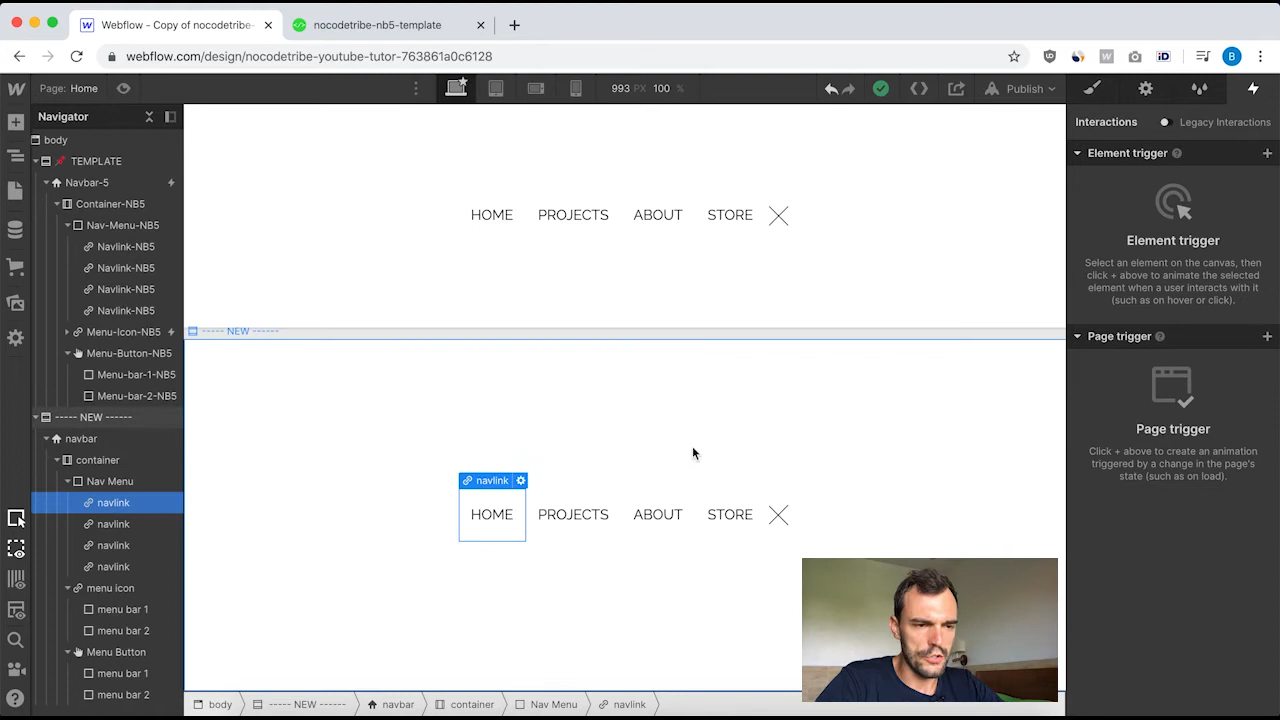 Webflow - Copy of nocodetribe-
nocodetribe-nb5-template
webflow.com/design/nocodetribe-youtube-tutor-763861a0c6128
Page: Home
993 PX 100 %
Publish
Navigator
body
TEMPLATE
Navbar-5
Container-NB5
Nav-Menu-NB5
Navlink-NB5
Navlink-NB5
Navlink-NB5
Navlink-NB5
Menu-Icon-NB5
Menu-Button-NB5
Menu-bar-1-NB5
Menu-bar-2-NB5
----- NEW ------
navbar
container
Nav Menu
navlink
navlink
navlink
navlink
menu icon
menu bar 1
menu bar 2
Menu Button
menu bar 1
menu bar 2
HOME PROJECTS ABOUT STORE
----- NEW ------
navlink
HOME PROJECTS ABOUT STORE
Interactions
Legacy Interactions
Element trigger
Element trigger
Select an element on the canvas, then
click + above to animate the selected
element when a user interacts with it
(such as on hover or click).
Page trigger
Page trigger
Click + above to create an animation
triggered by a change in the page's
state (such as on load).
body ----- NEW ------ navbar container Nav Menu navlink